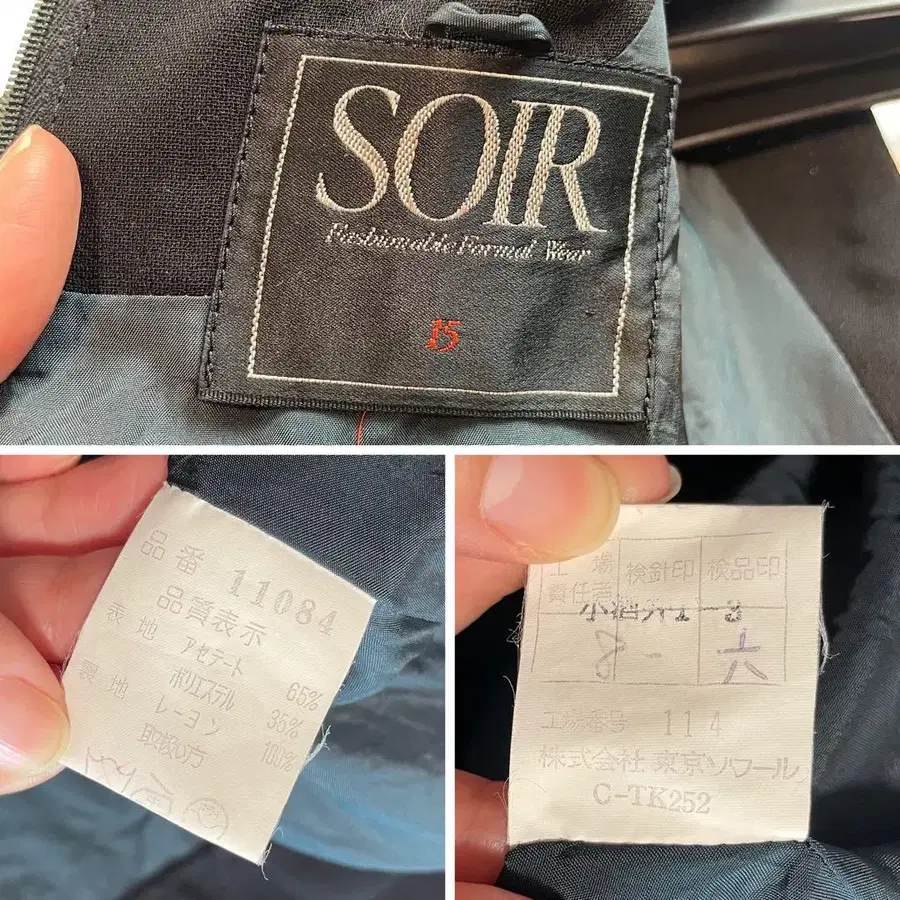 SOIR
Fashionable Formal Wear
15
品番 11084
品質表示
表地 アセテート 65%
ポリエステル 35%
裏地 レーヨン 100%
取扱い方
工場 検針印 検品印
責任者
工場番号 114
株式会社 東京ソワール
C-TK252